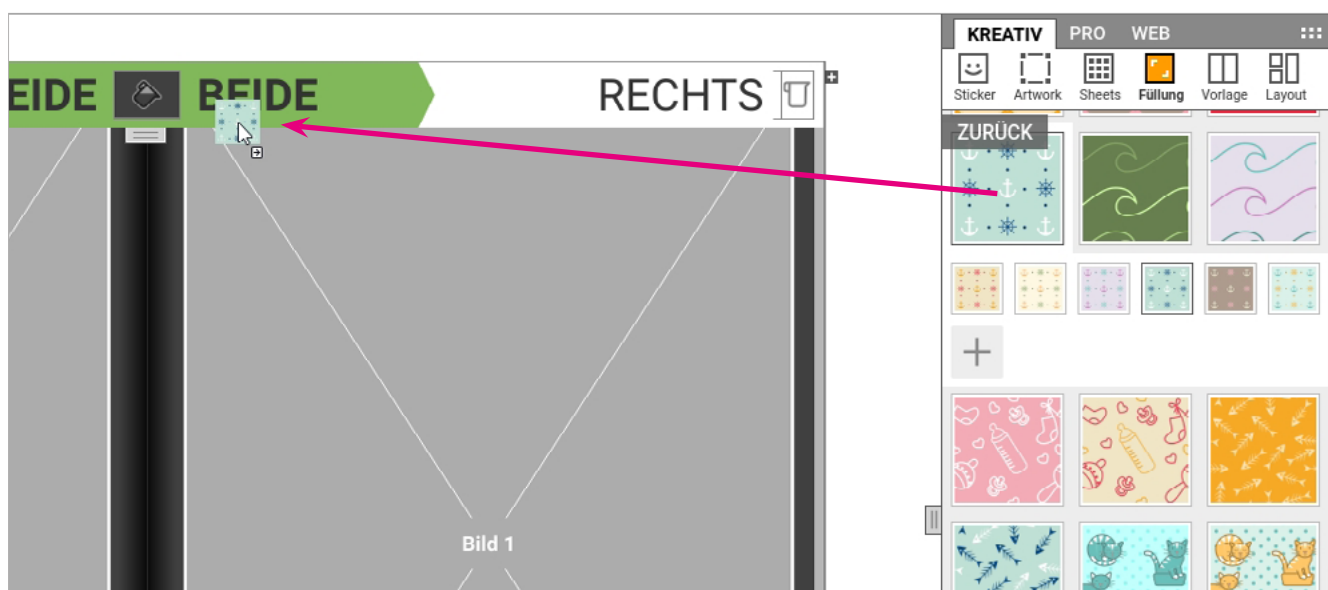 KREATIV PRO WEB
Sticker Artwork Sheets Füllung Vorlage Layout
EIDE BEIDE RECHTS
ZURÜCK
Bild 1